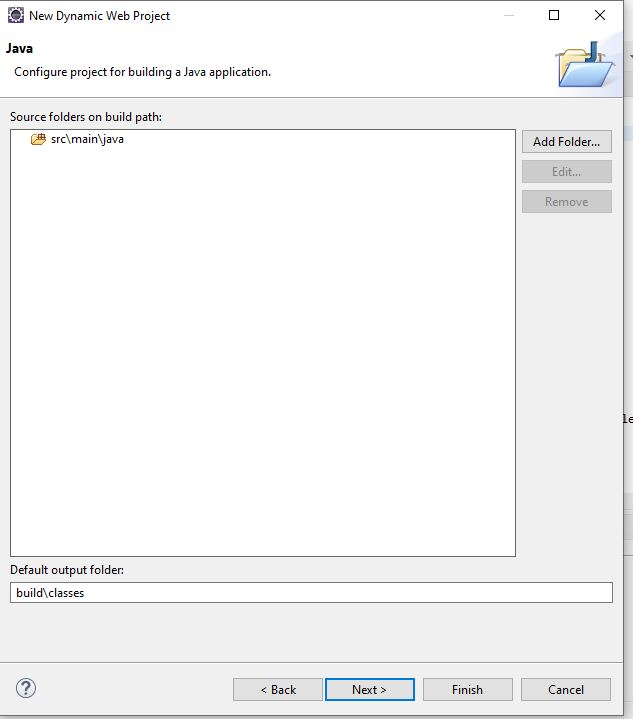 New Dynamic Web Project
Java
Configure project for building a Java application.
Source folders on build path:
src\main\java
Add Folder...
Edit...
Remove
le
Default output folder:
build\classes
< Back
Next >
Finish
Cancel